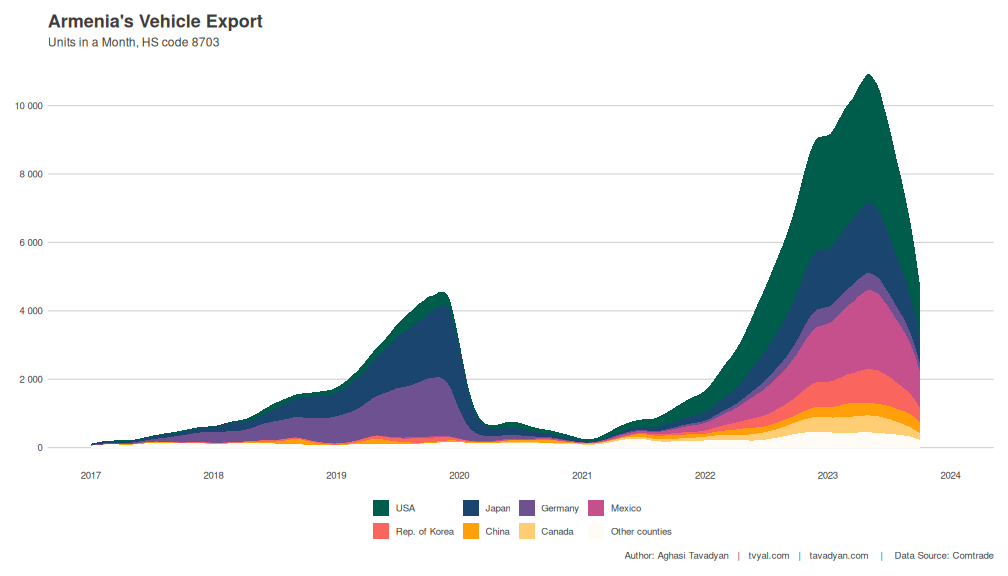 Armenia's Vehicle Export
Units in a Month, HS code 8703
10 000
8 000
6 000
4 000
2 000
0
2017 2018 2019 2020 2021 2022 2023 2024
USA Japan Germany Mexico
Rep. of Korea China Canada Other counties
Author: Aghasi Tavadyan | tvyal.com | tavadyan.com | Data Source: Comtrade